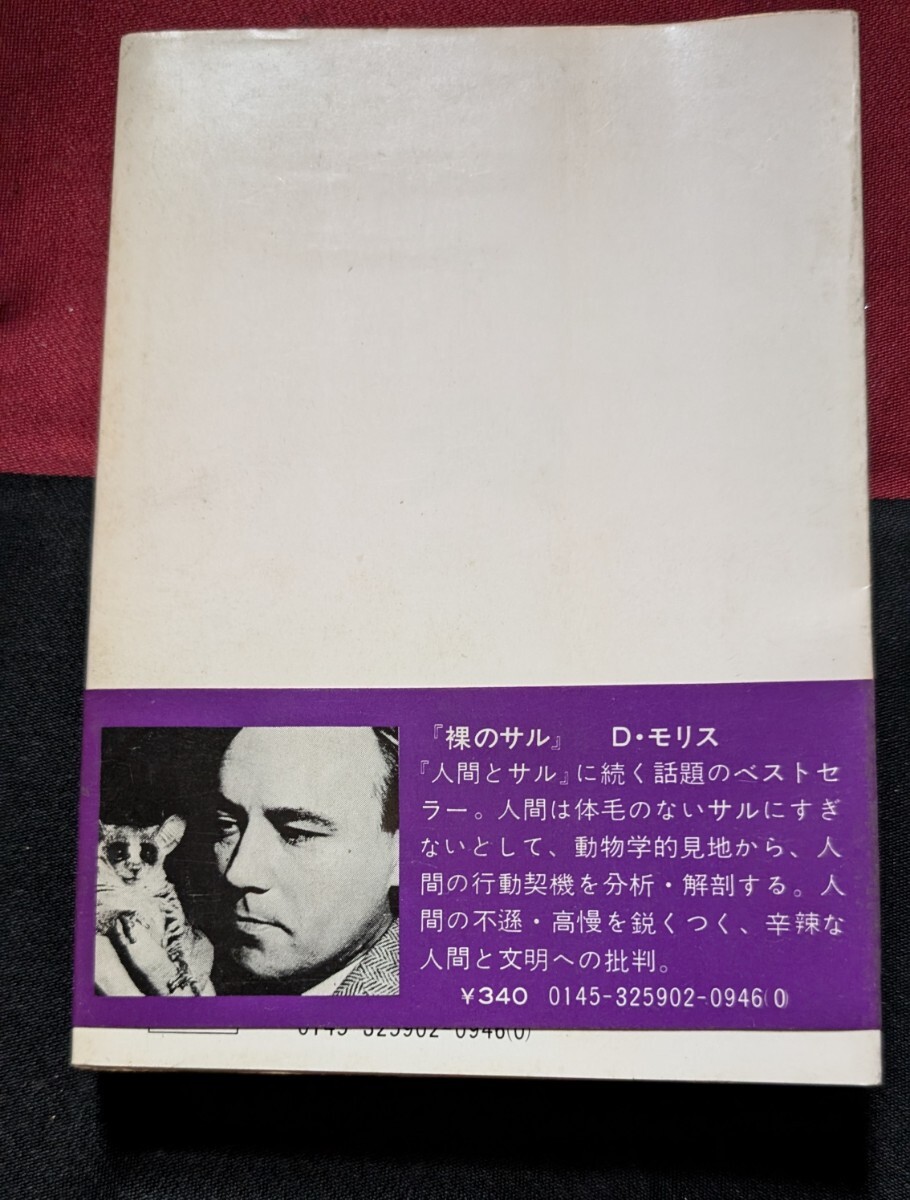 『裸のサル』 D・モリス
『人間とサル』に続く話題のベストセ
ラー。人間は体毛のないサルにすぎ
ないとして、動物学的見地から、人
間の行動契機を分析・解剖する。人
間の不遜・高慢を鋭くつく、辛辣な
人間と文明への批判。
¥340 0145-325902-0946(0)
0145-325902-0946(0)